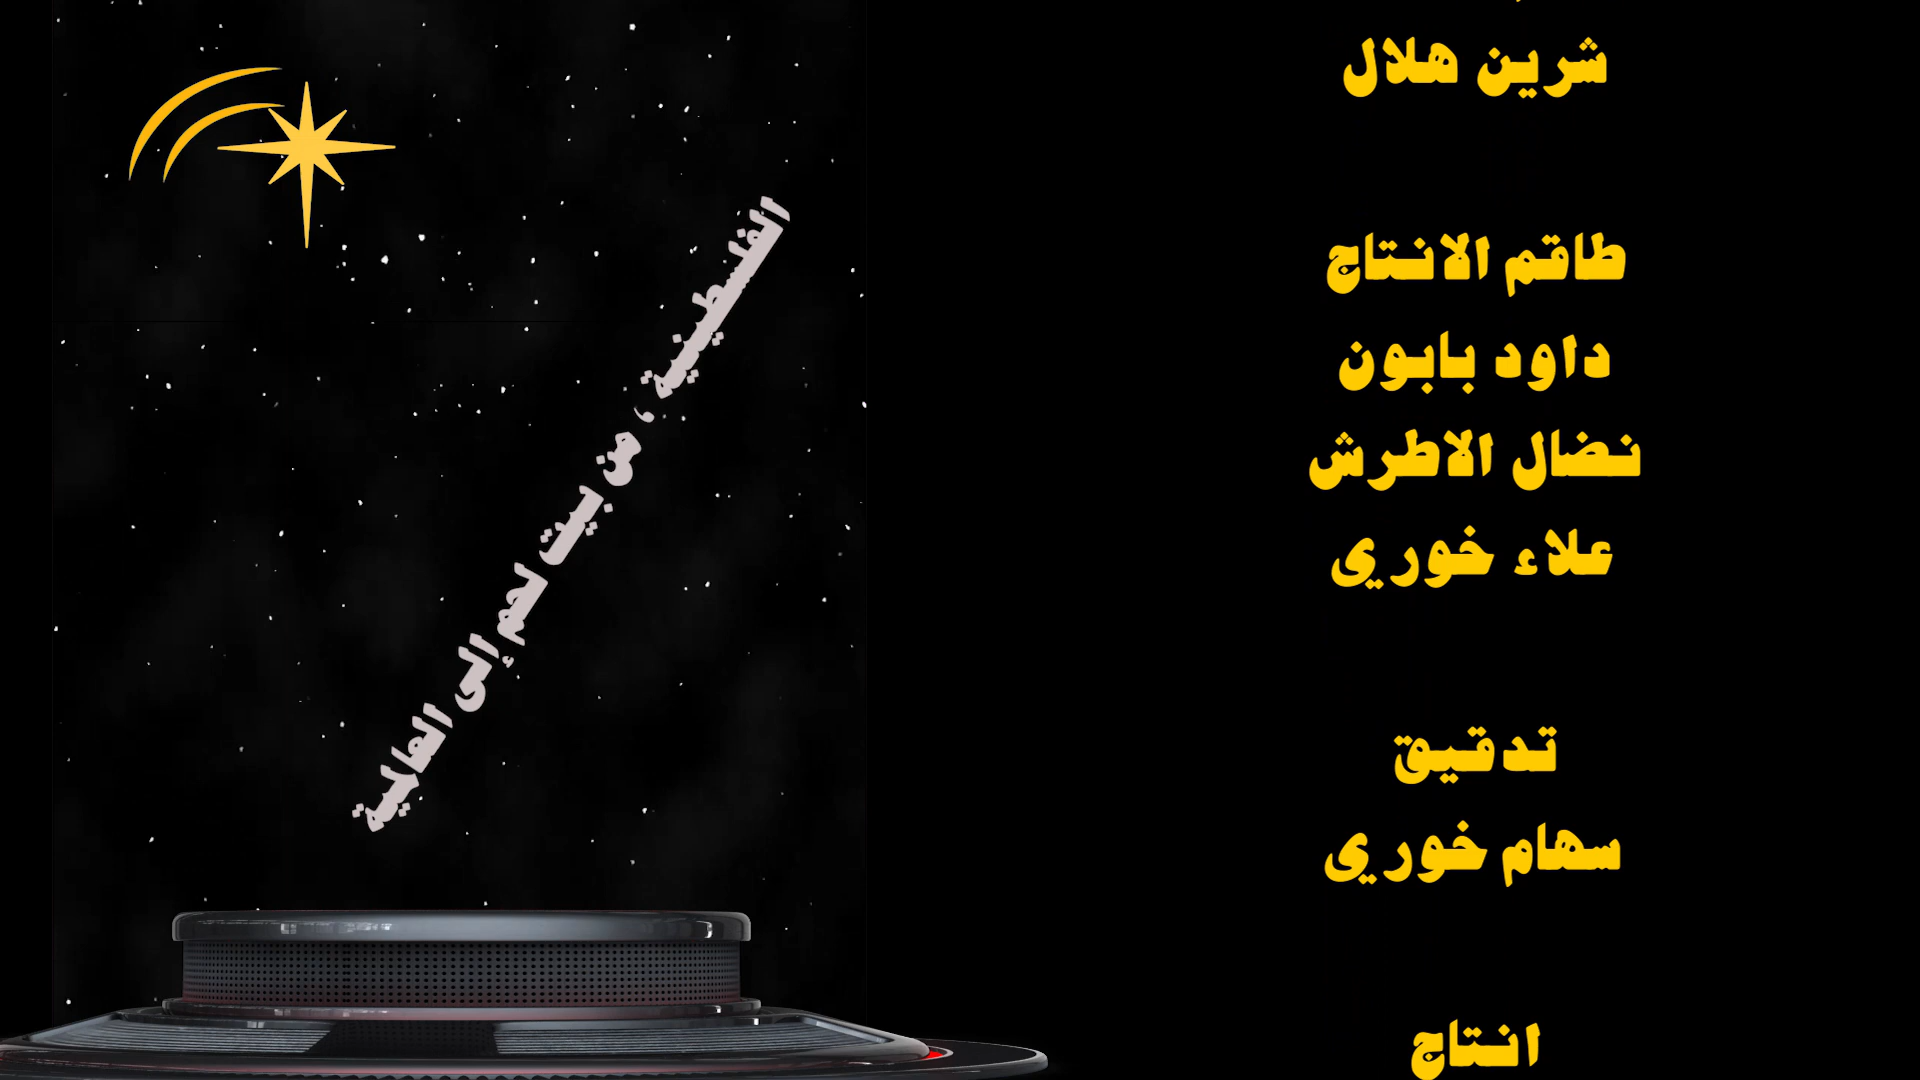 شرين هلال
طاقم الانتاج
داود بابون
نضال الاطرش
علاء خوري
تدقيق
سهام خوري
انتاج
الفلسطينية ، من بيت لحم إلى العالمية